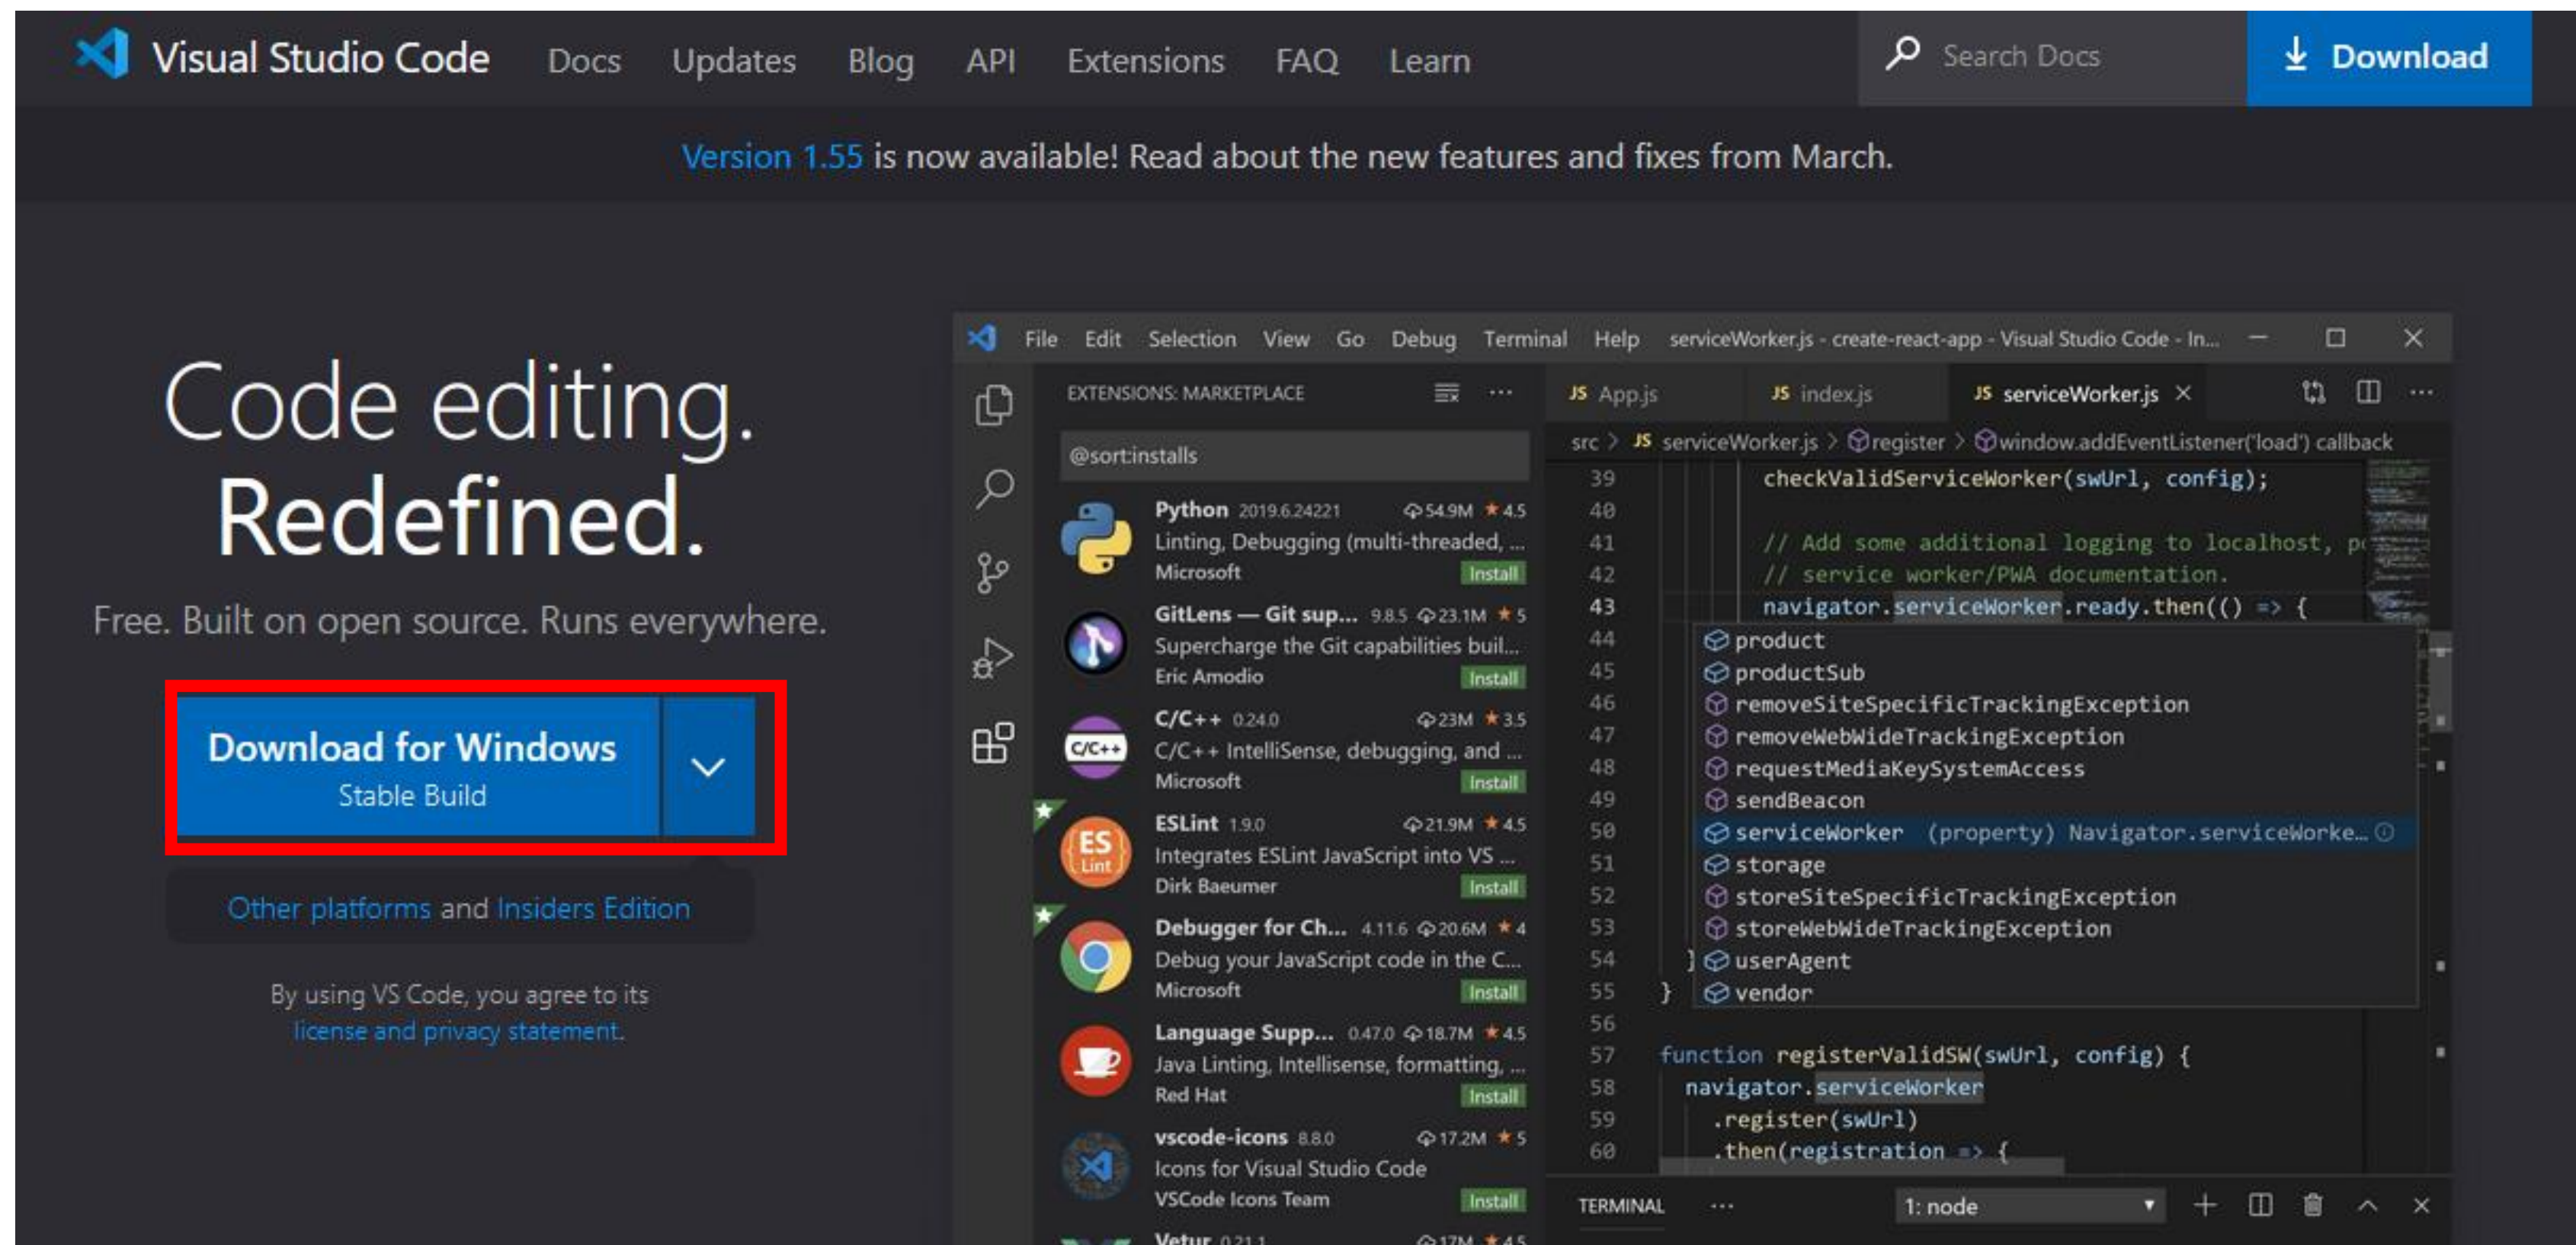 Visual Studio Code Docs Updates Blog API Extensions FAQ Learn Search Docs Download
Version 1.55 is now available! Read about the new features and fixes from March.
Code editing.
Redefined.
Free. Built on open source. Runs everywhere.
Download for Windows
Stable Build
Other platforms and Insiders Edition
By using VS Code, you agree to its
license and privacy statement.
File Edit Selection View Go Debug Terminal Help serviceWorker.js - create-react-app - Visual Studio Code - In...
EXTENSIONS: MARKETPLACE ...
@sort:installs
Python 2019.6.24221 54.9M ★ 4.5
Linting, Debugging (multi-threaded, ...
Microsoft Install
GitLens — Git sup... 9.8.5 23.1M ★ 5
Supercharge the Git capabilities buil...
Eric Amodio Install
C/C++
C/C++ 0.24.0 23M ★ 3.5
C/C++ IntelliSense, debugging, and ...
Microsoft Install
ES
Lint
ESLint 1.9.0 21.9M ★ 4.5
Integrates ESLint JavaScript into VS ...
Dirk Baeumer Install
Debugger for Ch... 4.11.6 20.6M ★ 4
Debug your JavaScript code in the C...
Microsoft Install
Language Supp... 0.47.0 18.7M ★ 4.5
Java Linting, Intellisense, formatting, ...
Red Hat Install
vscode-icons 8.8.0 17.2M ★ 5
Icons for Visual Studio Code
VSCode Icons Team Install
Vetur 0.21.1 17M ★ 4.5
JS App.js JS index.js JS serviceWorker.js ...
src > JS serviceWorker.js > register > window.addEventListener('load') callback
39 checkValidServiceWorker(swUrl, config);
40
41 // Add some additional logging to localhost,
42 // service worker/PWA documentation.
43 navigator.serviceWorker.ready.then(() => {
44 product
45 productSub
46 removeSiteSpecificTrackingException
47 removeWebWideTrackingException
48 requestMediaKeySystemAccess
49 sendBeacon
50 serviceWorker (property) Navigator.serviceWorke...
51 storage
52 storeSiteSpecificTrackingException
53 storeWebWideTrackingException
54 } userAgent
55 } vendor
56
57 function registerValidSW(swUrl, config) {
58 navigator.serviceWorker
59 .register(swUrl)
60 .then(registration => {
TERMINAL ... 1: node